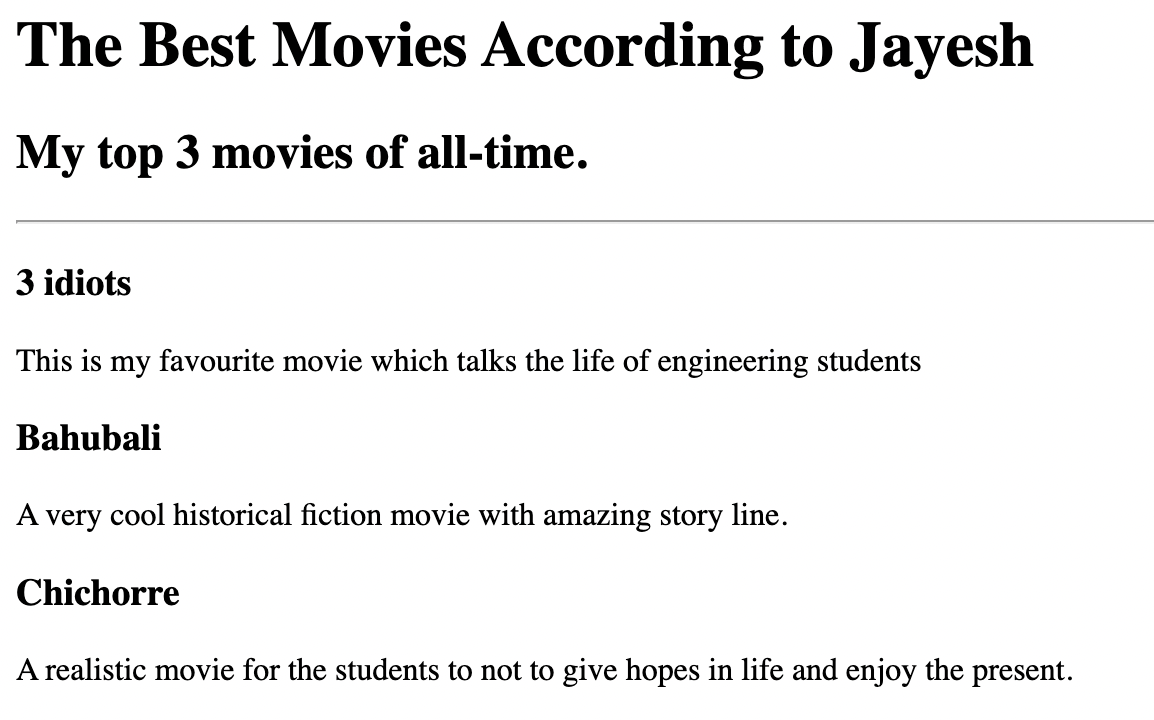 The Best Movies According to Jayesh
My top 3 movies of all-time.
3 idiots
This is my favourite movie which talks the life of engineering students
Bahubali
A very cool historical fiction movie with amazing story line.
Chichorre
A realistic movie for the students to not to give hopes in life and enjoy the present.